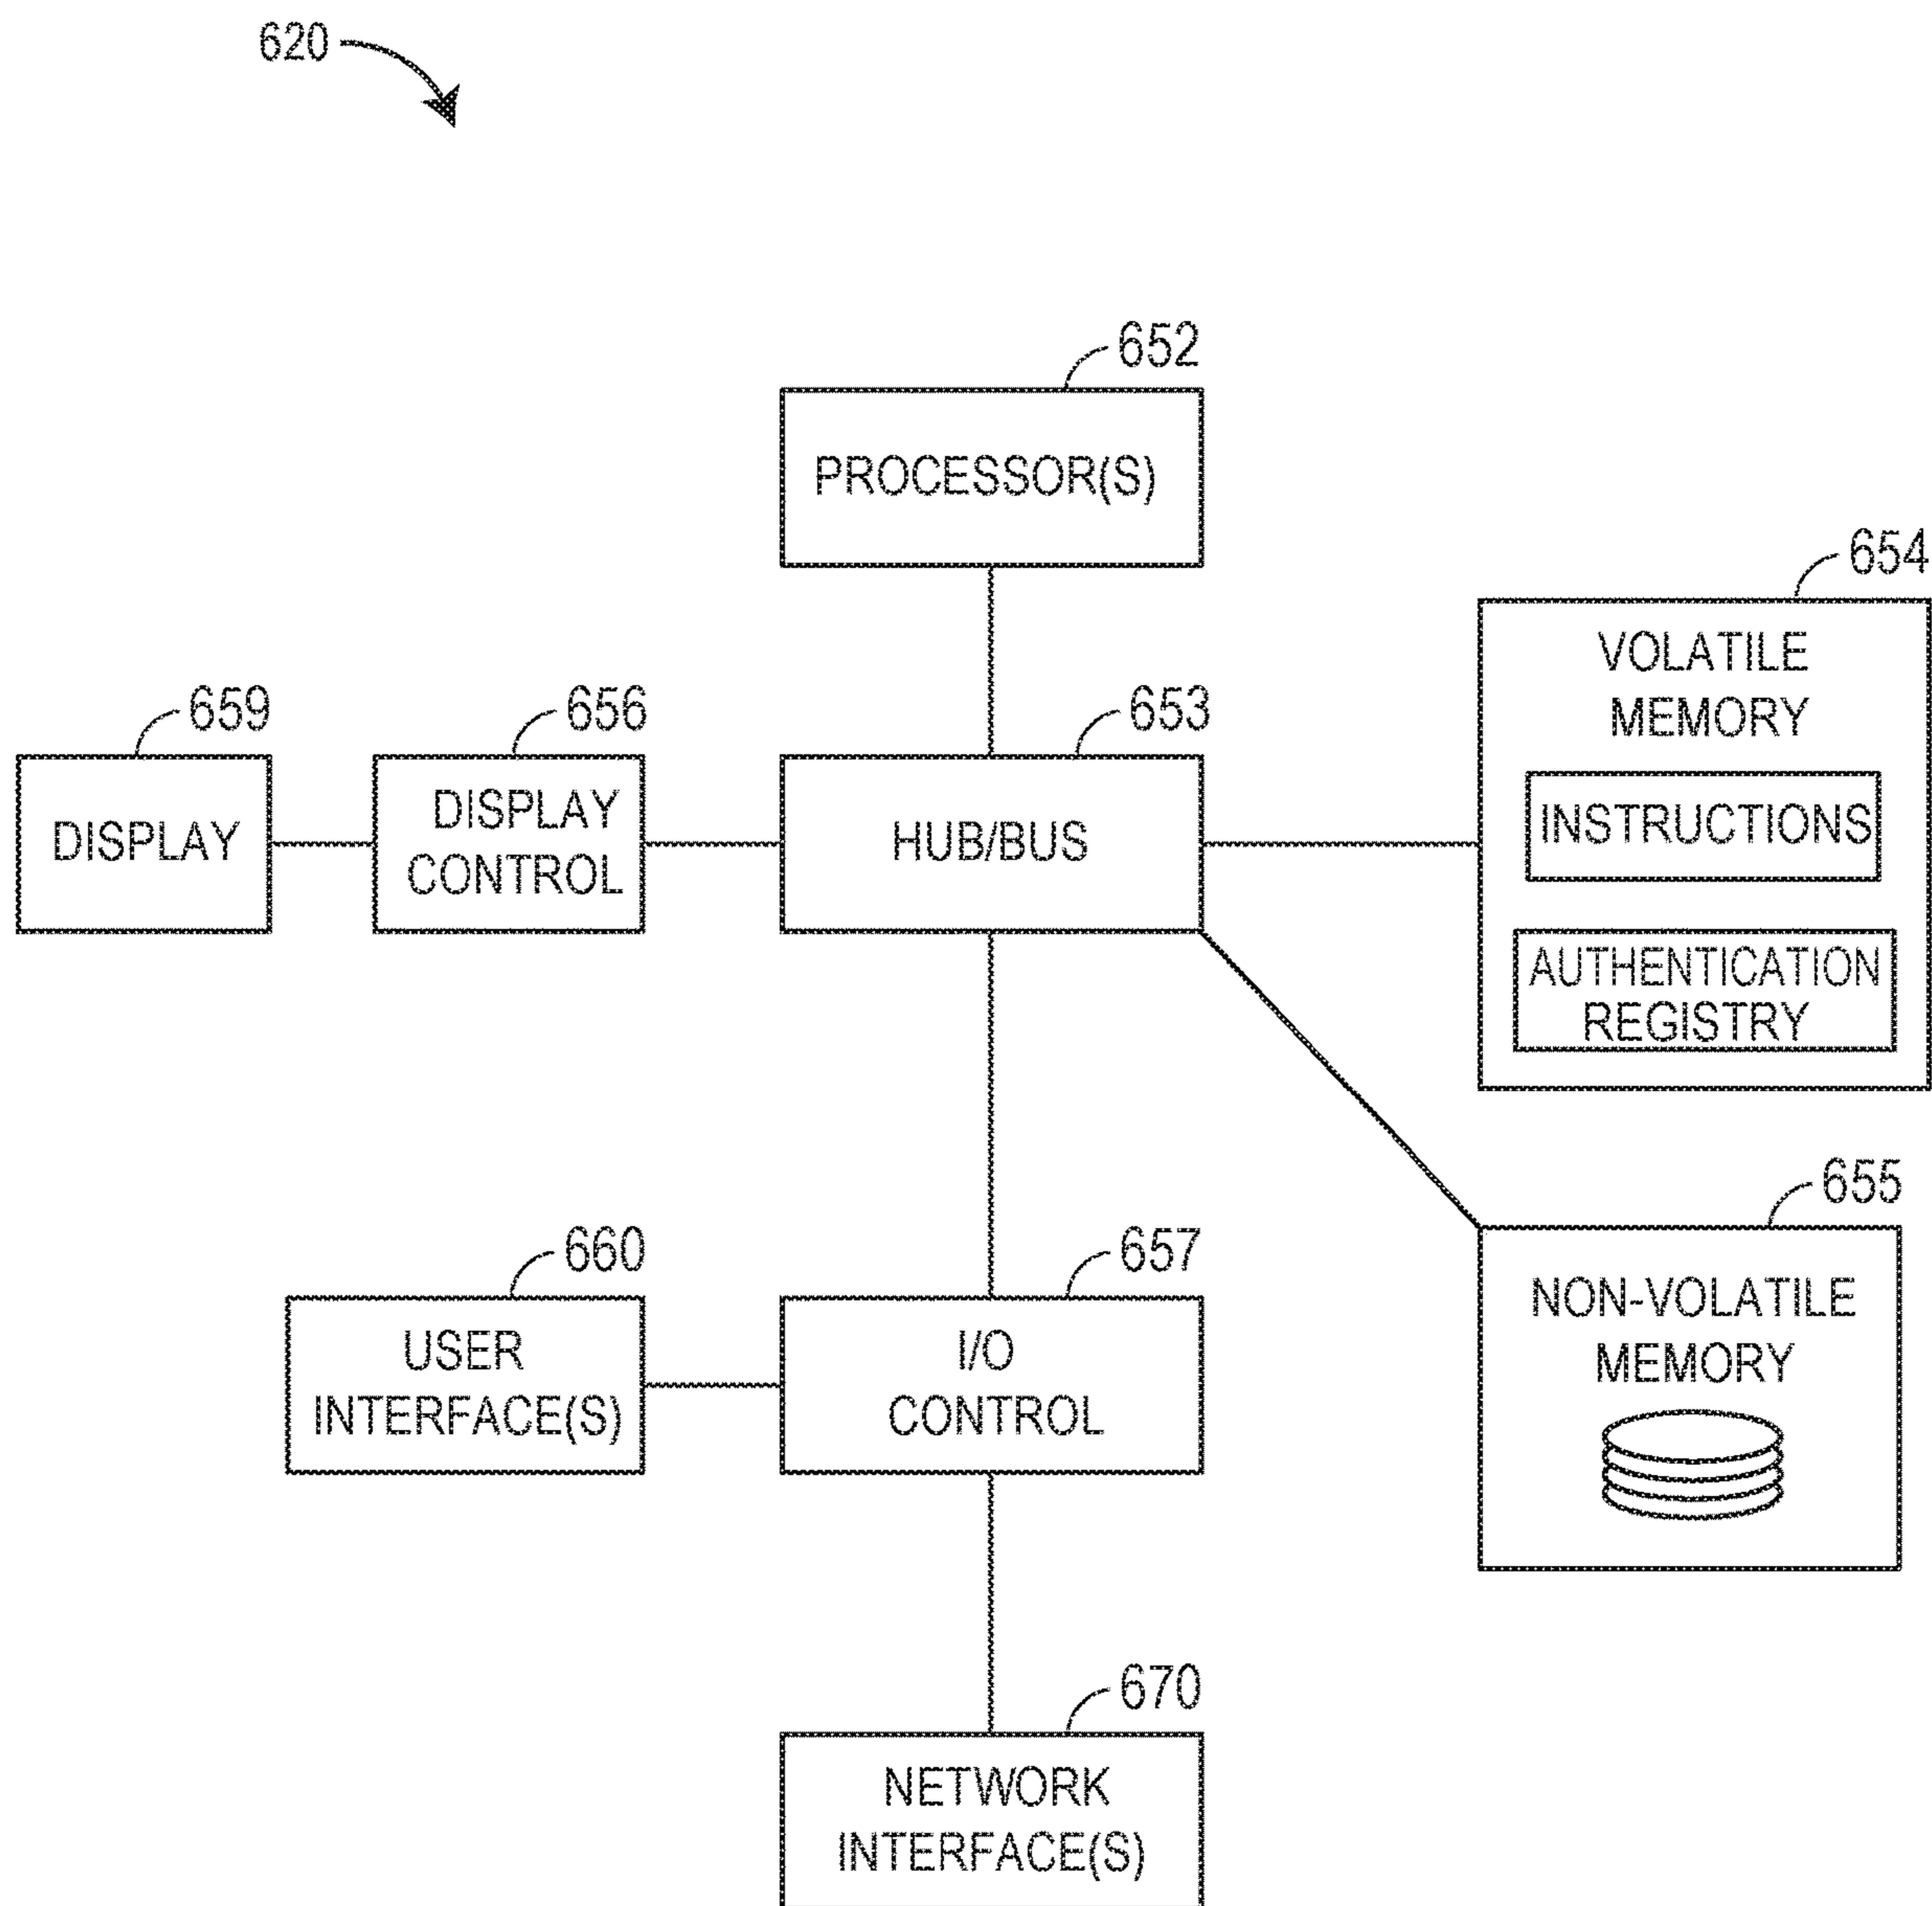 620
652
PROCESSOR(S)
654
VOLATILE
MEMORY
INSTRUCTIONS
AUTHENTICATION
REGISTRY
659
DISPLAY
656
DISPLAY
CONTROL
653
HUB/BUS
655
NON-VOLATILE
MEMORY
660
USER
INTERFACE(S)
657
I/O
CONTROL
670
NETWORK
INTERFACE(S)